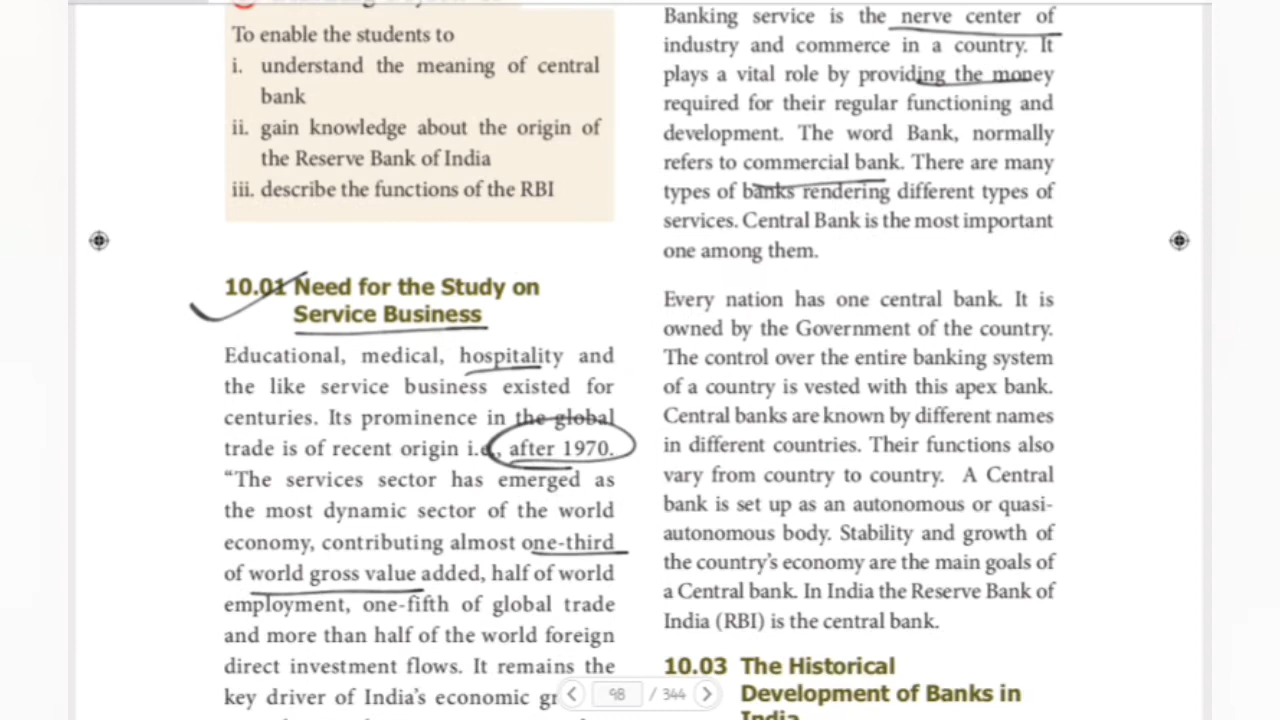 To enable the students to
i. understand the meaning of central
bank
ii. gain knowledge about the origin of
the Reserve Bank of India
iii. describe the functions of the RBI
10.01 Need for the Study on
Service Business
Educational, medical, hospitality and
the like service business existed for
centuries. Its prominence in the global
trade is of recent origin i.e., after 1970.
“The services sector has emerged as
the most dynamic sector of the world
economy, contributing almost one-third
of world gross value added, half of world
employment, one-fifth of global trade
and more than half of the world foreign
direct investment flows. It remains the
key driver of India’s economic
Banking service is the nerve center of
industry and commerce in a country. It
plays a vital role by providing the money
required for their regular functioning and
development. The word Bank, normally
refers to commercial bank. There are many
types of banks rendering different types of
services. Central Bank is the most important
one among them.
Every nation has one central bank. It is
owned by the Government of the country.
The control over the entire banking system
of a country is vested with this apex bank.
Central banks are known by different names
in different countries. Their functions also
vary from country to country. A Central
bank is set up as an autonomous or quasi-
autonomous body. Stability and growth of
the country’s economy are the main goals of
a Central bank. In India the Reserve Bank of
India (RBI) is the central bank.
10.03 The Historical
Development of Banks in
India
98 / 344